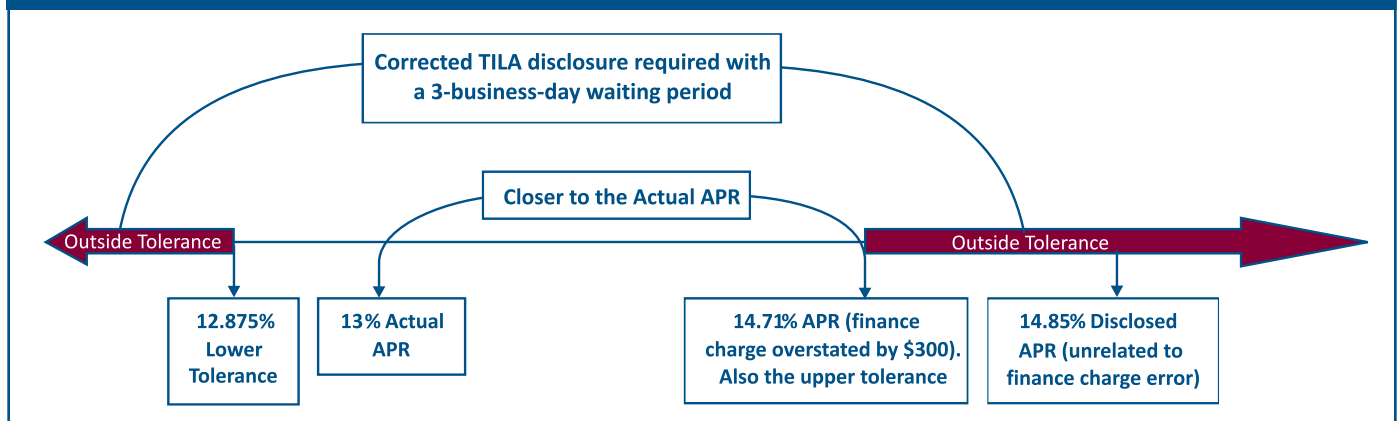 Corrected TILA disclosure required with
a 3-business-day waiting period
Closer to the Actual APR
Outside Tolerance
Outside Tolerance
12.875%
Lower
Tolerance
13% Actual
APR
14.71% APR (finance
charge overstated by $300).
Also the upper tolerance
14.85% Disclosed
APR (unrelated to
finance charge error)